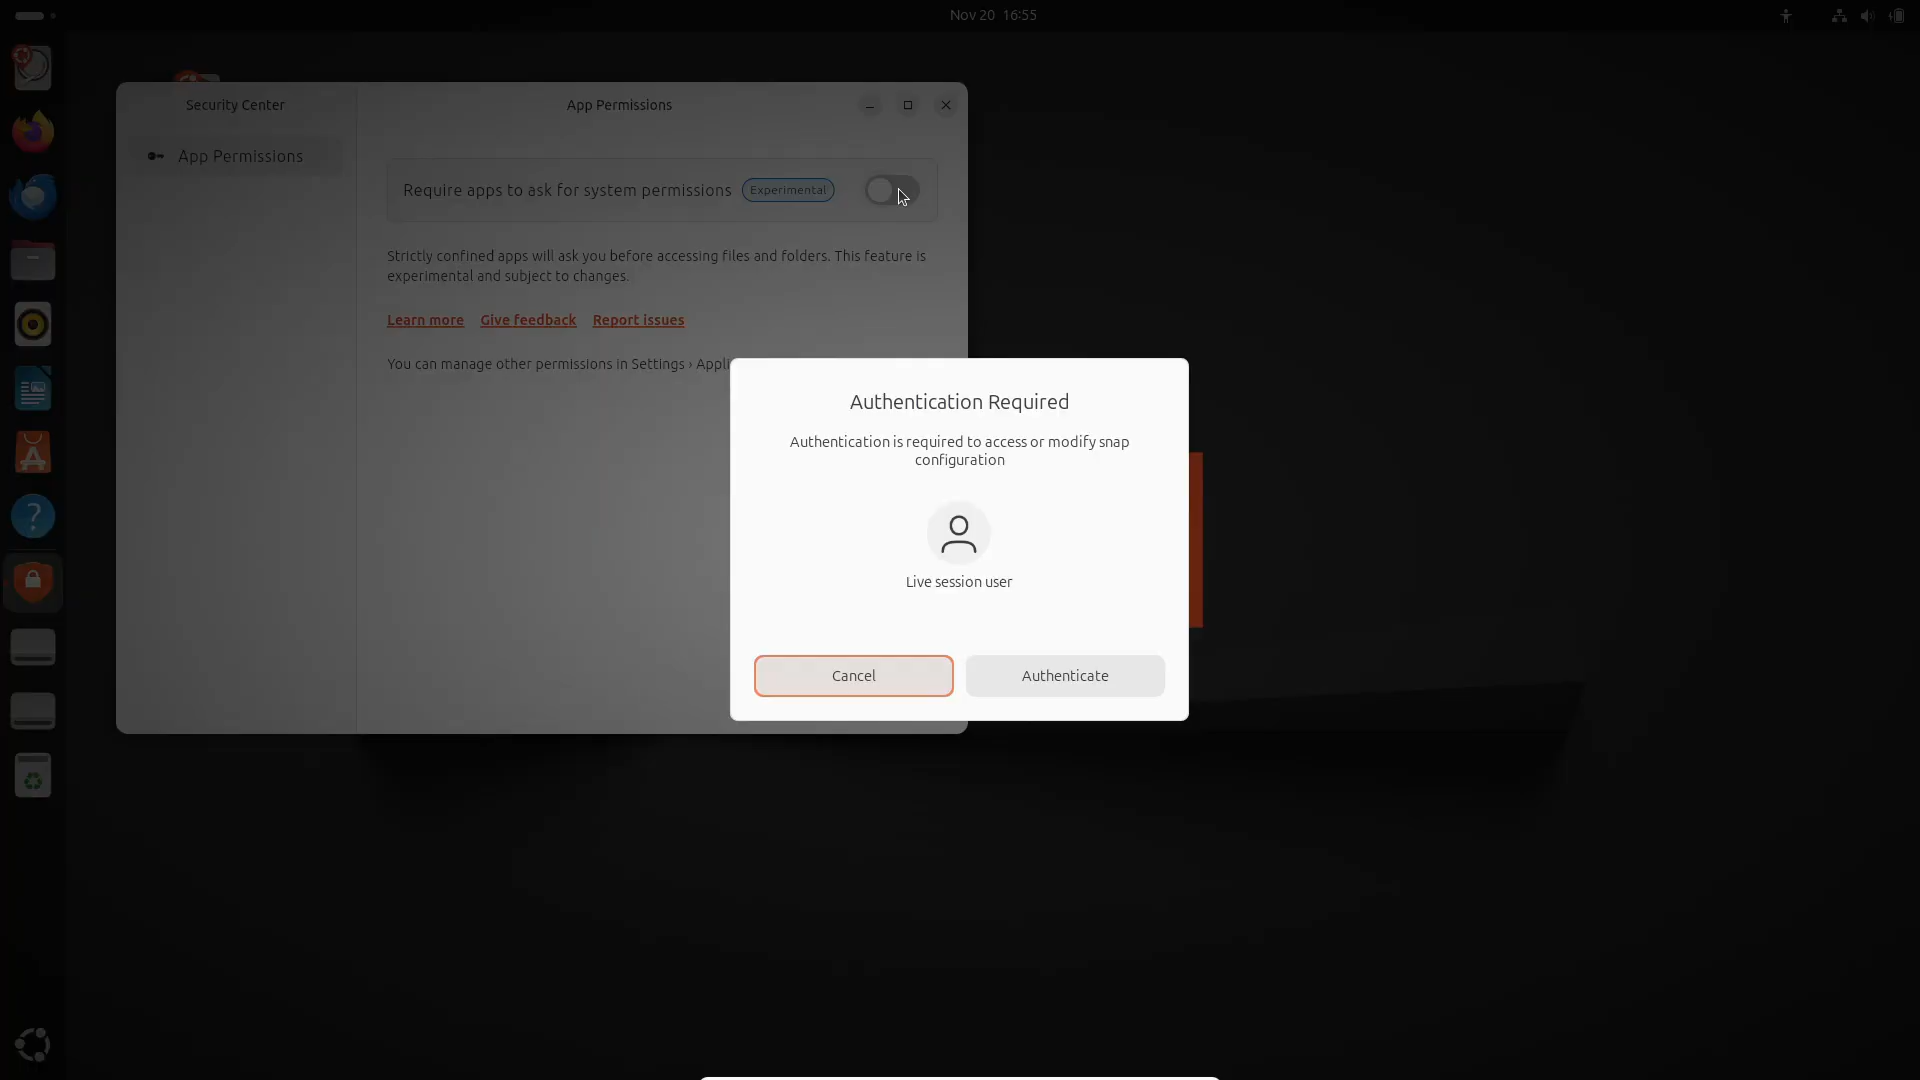 Nov 20 16:55
Security Center
App Permissions
App Permissions
Require apps to ask for system permissions
Experimental
Strictly confined apps will ask you before accessing files and folders. This feature is
experimental and subject to changes.
Learn more Give feedback Report issues
You can manage other permissions in Settings › Appli
Authentication Required
Authentication is required to access or modify snap
configuration
Live session user
Cancel
Authenticate